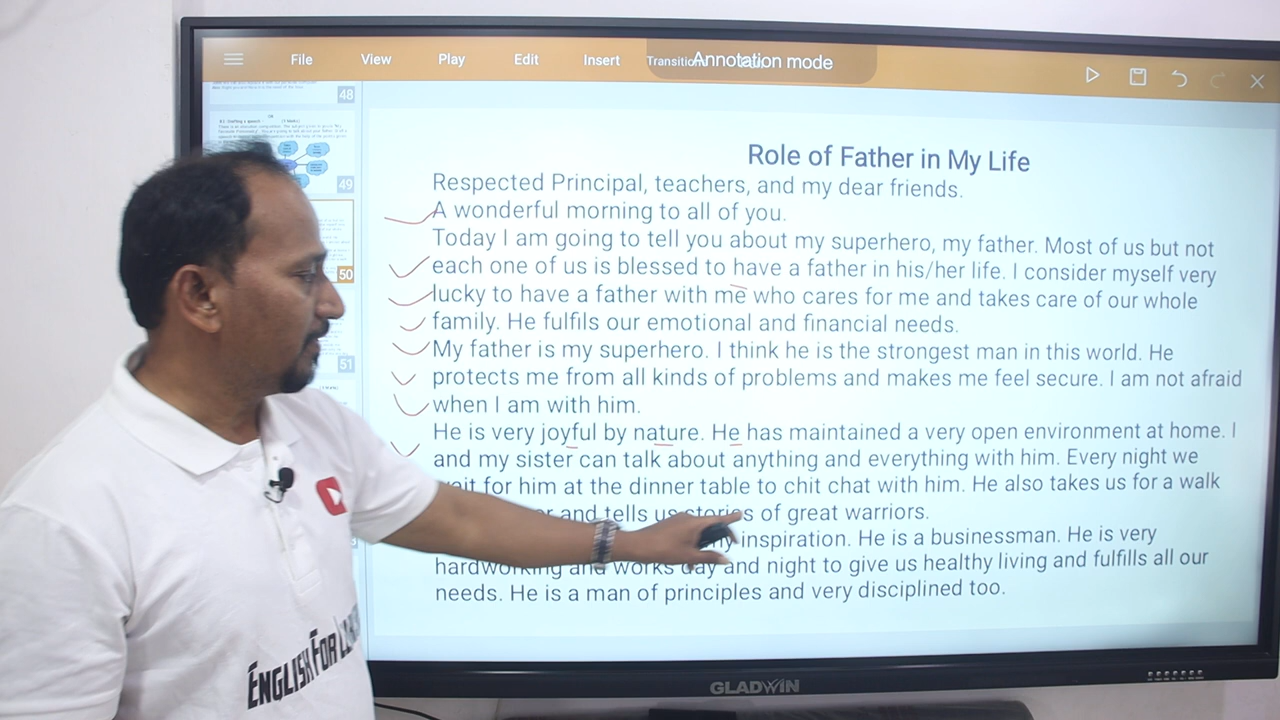 File View Play Edit Insert Annotation mode
48
49
50
51
Role of Father in My Life
Respected Principal, teachers, and my dear friends.
A wonderful morning to all of you.
Today I am going to tell you about my superhero, my father. Most of us but not
each one of us is blessed to have a father in his/her life. I consider myself very
lucky to have a father with me who cares for me and takes care of our whole
family. He fulfils our emotional and financial needs.
My father is my superhero. I think he is the strongest man in this world. He
protects me from all kinds of problems and makes me feel secure. I am not afraid
when I am with him.
He is very joyful by nature. He has maintained a very open environment at home. I
and my sister can talk about anything and everything with him. Every night we
for him at the dinner table to chit chat with him. He also takes us for a walk
and tells us stories of great warriors.
inspiration. He is a businessman. He is very
hardworking and works day and night to give us healthy living and fulfills all our
needs. He is a man of principles and very disciplined too.
ENGLISH FOR
GLADWIN